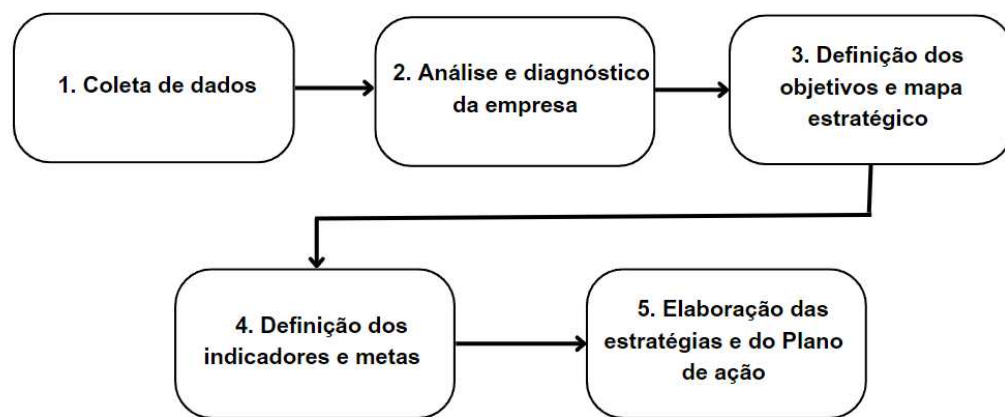 1. Coleta de dados
2. Análise e diagnóstico
da empresa
3. Definição dos
objetivos e mapa
estratégico
4. Definição dos
indicadores e metas
5. Elaboração das
estratégias e do Plano
de ação